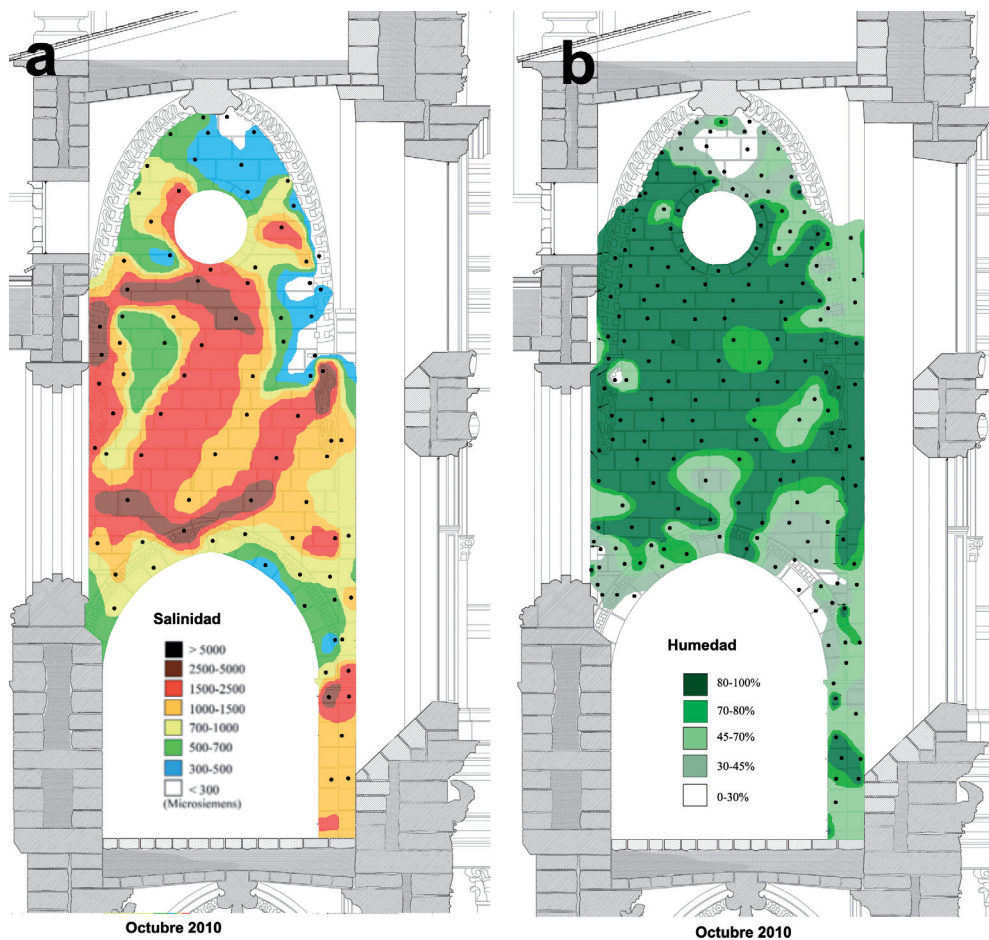 a
Salinidad
> 5000
2500-5000
1500-2500
1000-1500
700-1000
500-700
300-500
< 300
(Microsiemens)
Octubre 2010
b
Humedad
80-100%
70-80%
45-70%
30-45%
0-30%
Octubre 2010